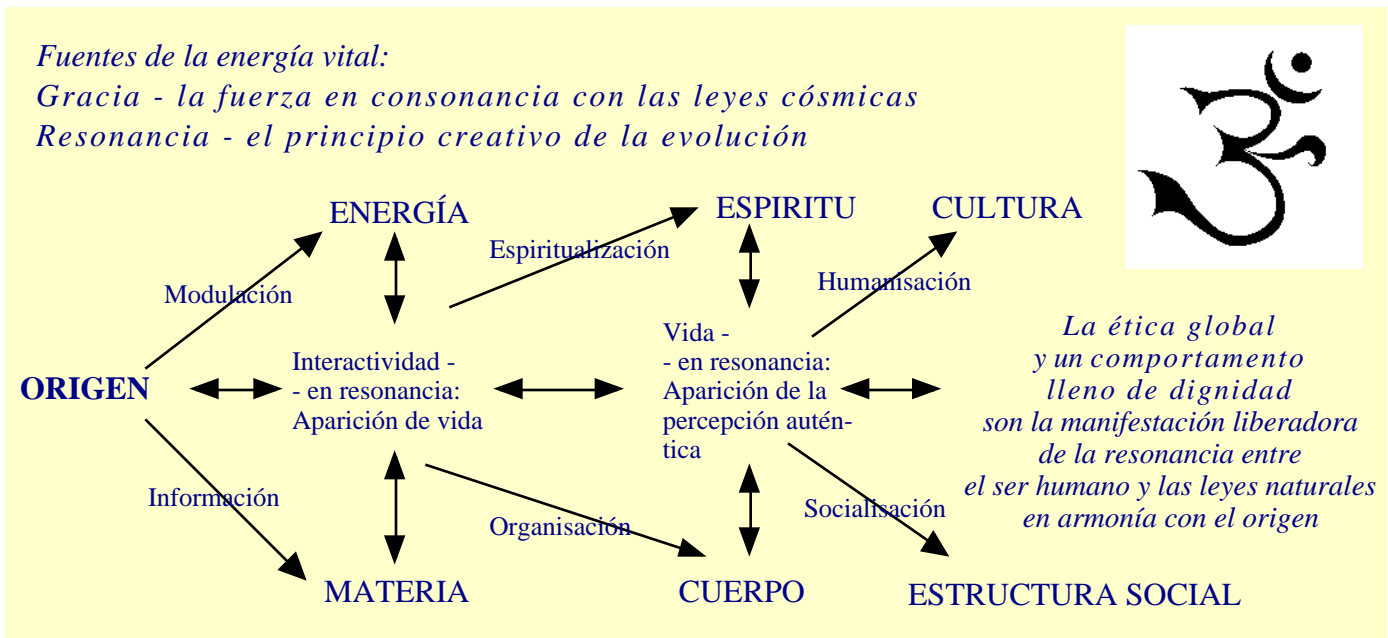 Fuentes de la energía vital:
Gracia - la fuerza en consonancia con las leyes cósmicas
Resonancia - el principio creativo de la evolución
ENERGÍA
ESPIRITU
CULTURA
Espiritualización
Modulación
Humanisación
ORIGEN
Interactividad -
- en resonancia:
Aparición de vida
Vida -
- en resonancia:
Aparición de la
percepción autén-
tica
La ética global
y un comportamento
lleno de dignidad
son la manifestación liberadora
de la resonancia entre
el ser humano y las leyes naturales
en armonía con el origen
Información
Organisación
Socialisación
MATERIA
CUERPO
ESTRUCTURA SOCIAL
ॐ